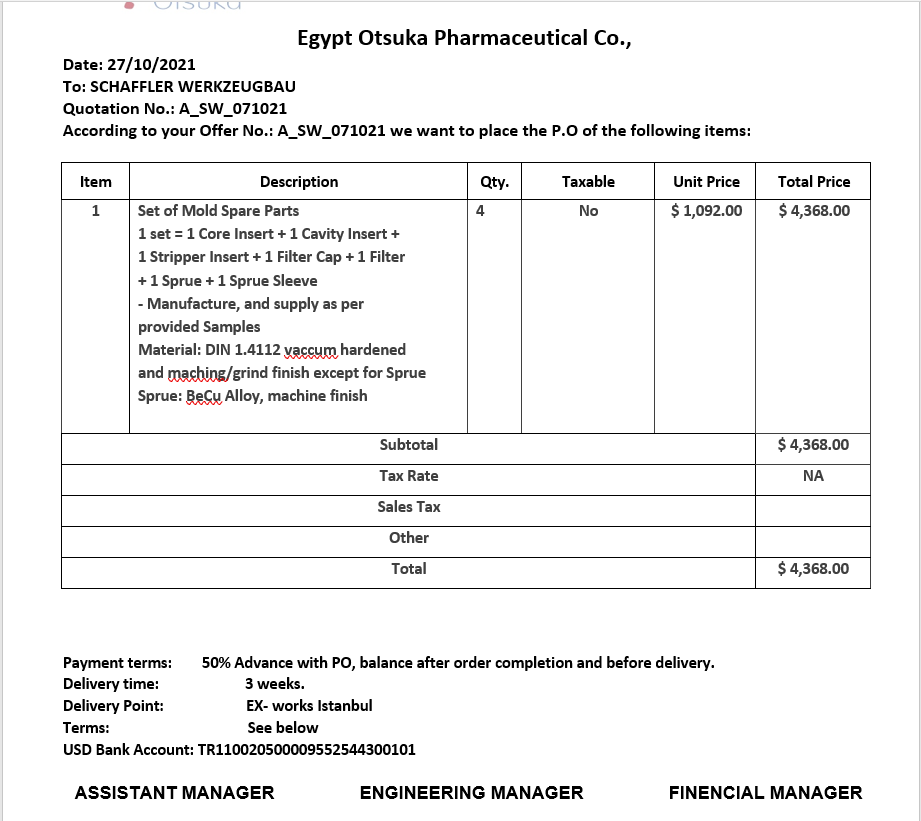 Otsuka
Egypt Otsuka Pharmaceutical Co.,
Date: 27/10/2021
To: SCHAFFLER WERKZEUGBAU
Quotation No.: A_SW_071021
According to your Offer No.: A_SW_071021 we want to place the P.O of the following items:
Item Description Qty. Taxable Unit Price Total Price
1 Set of Mold Spare Parts 4 No $ 1,092.00 $ 4,368.00
1 set = 1 Core Insert + 1 Cavity Insert +
1 Stripper Insert + 1 Filter Cap + 1 Filter
+ 1 Sprue + 1 Sprue Sleeve
- Manufacture, and supply as per
provided Samples
Material: DIN 1.4112 vaccum hardened
and maching/grind finish except for Sprue
Sprue: BeCu Alloy, machine finish
Subtotal $ 4,368.00
Tax Rate NA
Sales Tax
Other
Total $ 4,368.00
Payment terms: 50% Advance with PO, balance after order completion and before delivery.
Delivery time: 3 weeks.
Delivery Point: EX- works Istanbul
Terms: See below
USD Bank Account: TR110020500009552544300101
ASSISTANT MANAGER ENGINEERING MANAGER FINENCIAL MANAGER